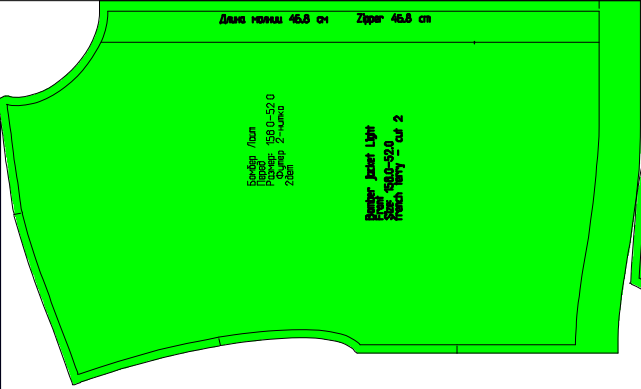 Длина молнии 46.8 см Zipper 46.8 cm
Бомбер Лайт
Перед
Размер: 158.0-52.0
Футер 2-нитка
2дет
Bomber Jacket Light
Front
Size: 158.0-52.0
French Terry - cut 2